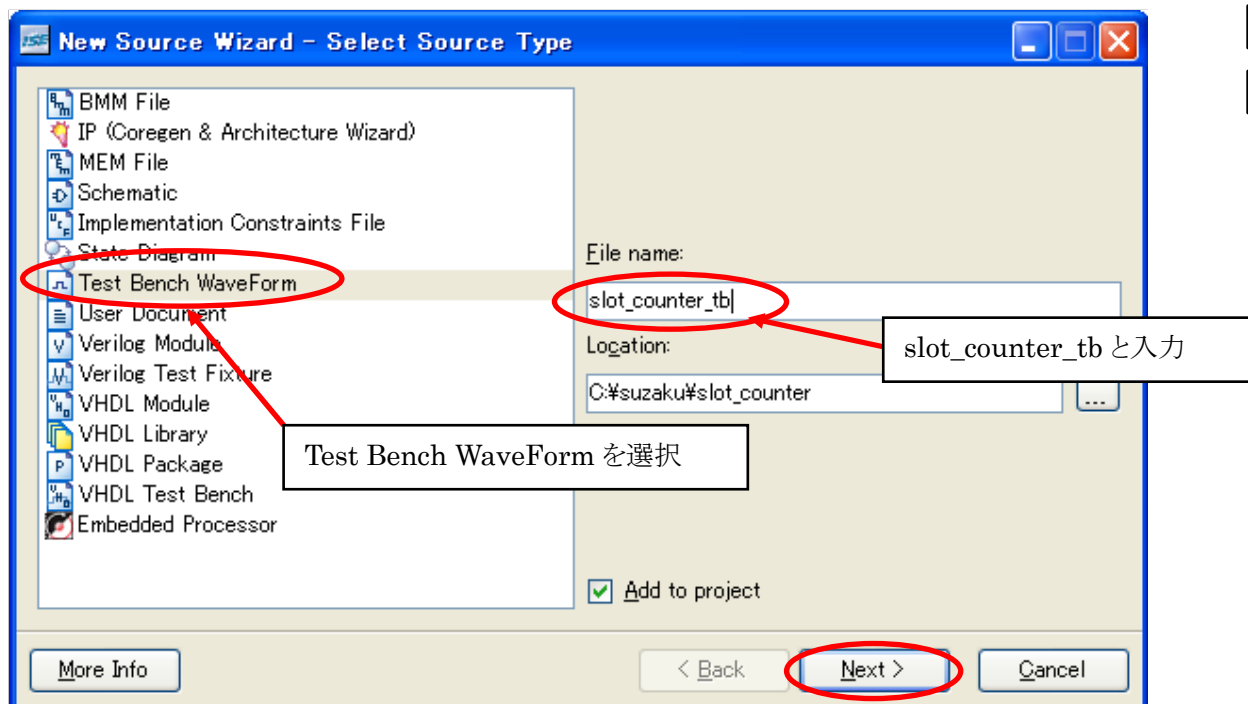 ISE New Source Wizard - Select Source Type
BMM File
IP (Coregen & Architecture Wizard)
MEM File
Schematic
Implementation Constraints File
State Diagram
Test Bench WaveForm
User Document
Verilog Module
Verilog Test Fixture
VHDL Module
VHDL Library
VHDL Package
VHDL Test Bench
Embedded Processor
Test Bench WaveForm を選択
File name:
slot_counter_tb
slot_counter_tb と入力
Location:
C:¥suzaku¥slot_counter
...
Add to project
More Info
< Back
Next >
Cancel